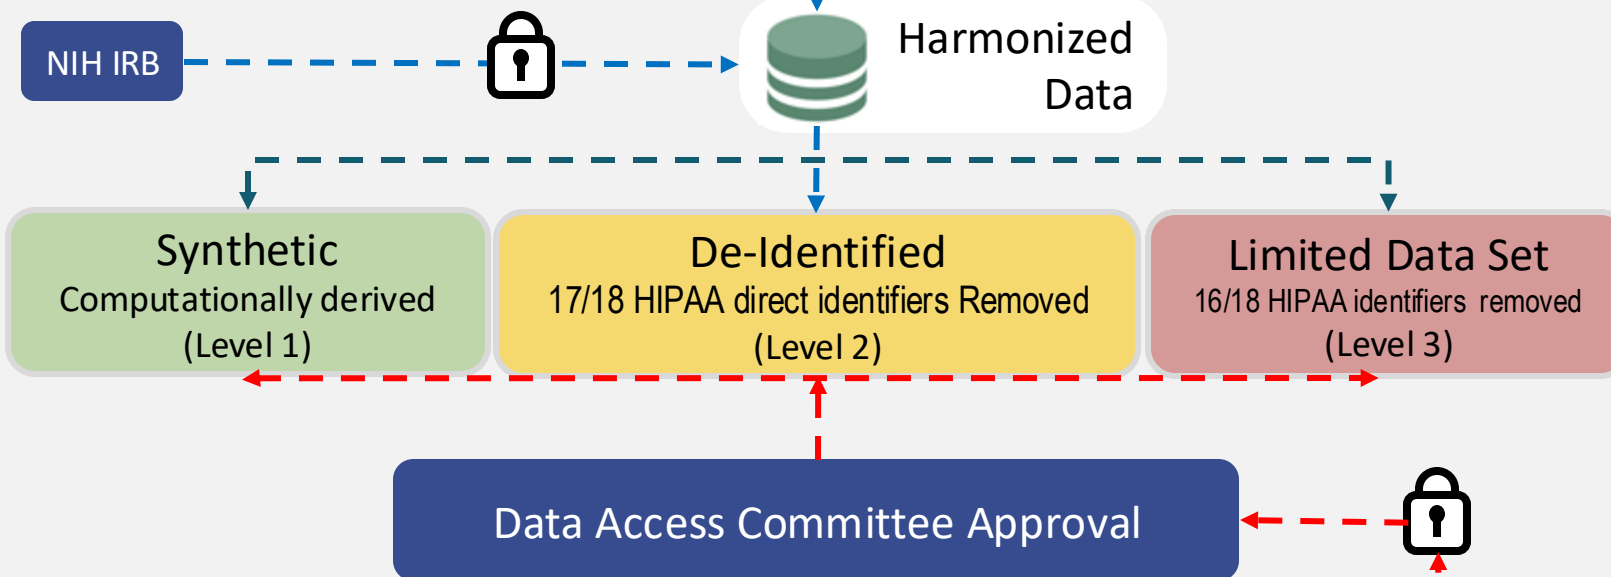 NIH IRB
Harmonized
Data
Synthetic
Computationally derived
(Level 1)
De-Identified
17/18 HIPAA direct identifiers Removed
(Level 2)
Limited Data Set
16/18 HIPAA identifiers removed
(Level 3)
Data Access Committee Approval